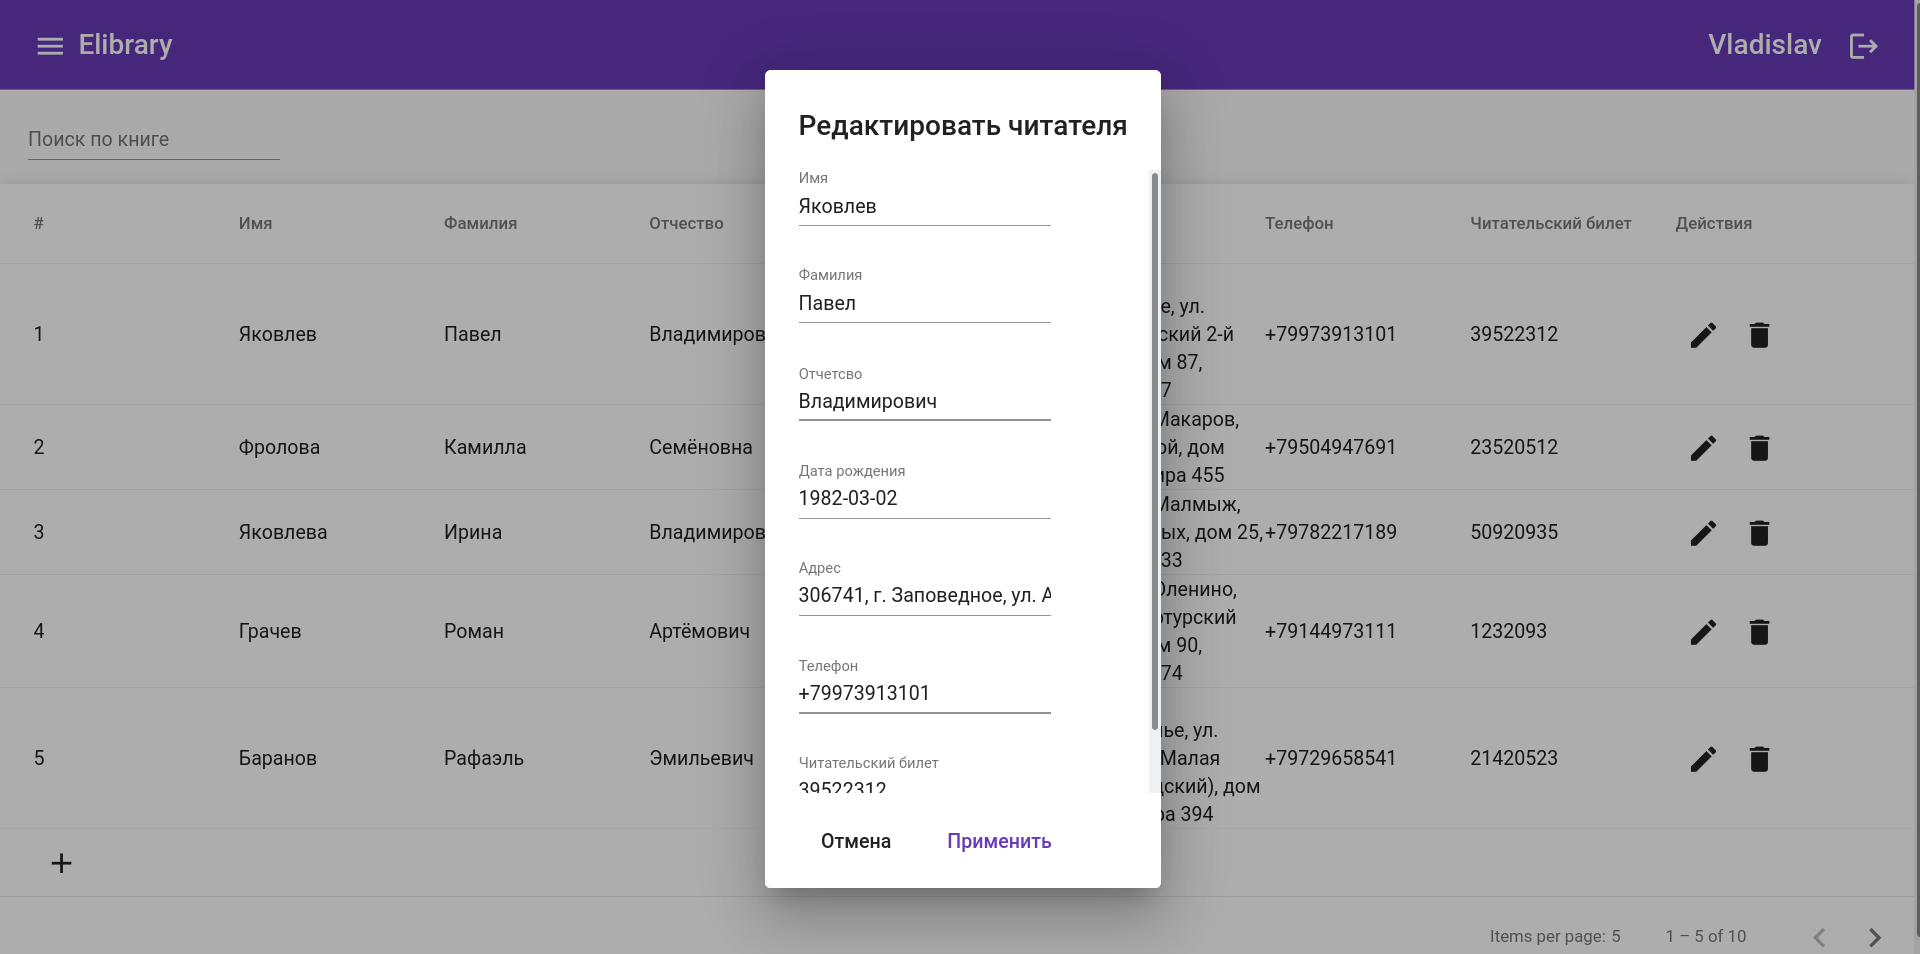 Elibrary
Vladislav
Поиск по книге
Редактировать читателя
Имя
Яковлев
Фамилия
Павел
Отчетсво
Владимирович
Дата рождения
1982-03-02
Адрес
306741, г. Заповедное, ул. А
Телефон
+79973913101
Читательский билет
39522312
Отмена Применить
# Имя Фамилия Отчество Телефон Читательский билет Действия
1 Яковлев Павел Владимиров +79973913101 39522312
е, ул.
ский 2-й
м 87,
7
2 Фролова Камилла Семёновна +79504947691 23520512
Макаров,
ой, дом
ира 455
3 Яковлева Ирина Владимиров +79782217189 50920935
Малмыж,
ых, дом 25,
33
4 Грачев Роман Артёмович +79144973111 1232093
Оленино,
отурский
м 90,
74
5 Баранов Рафаэль Эмильевич +79729658541 21420523
ье, ул.
Малая
ский), дом
ра 394
Items per page: 5 1 – 5 of 10